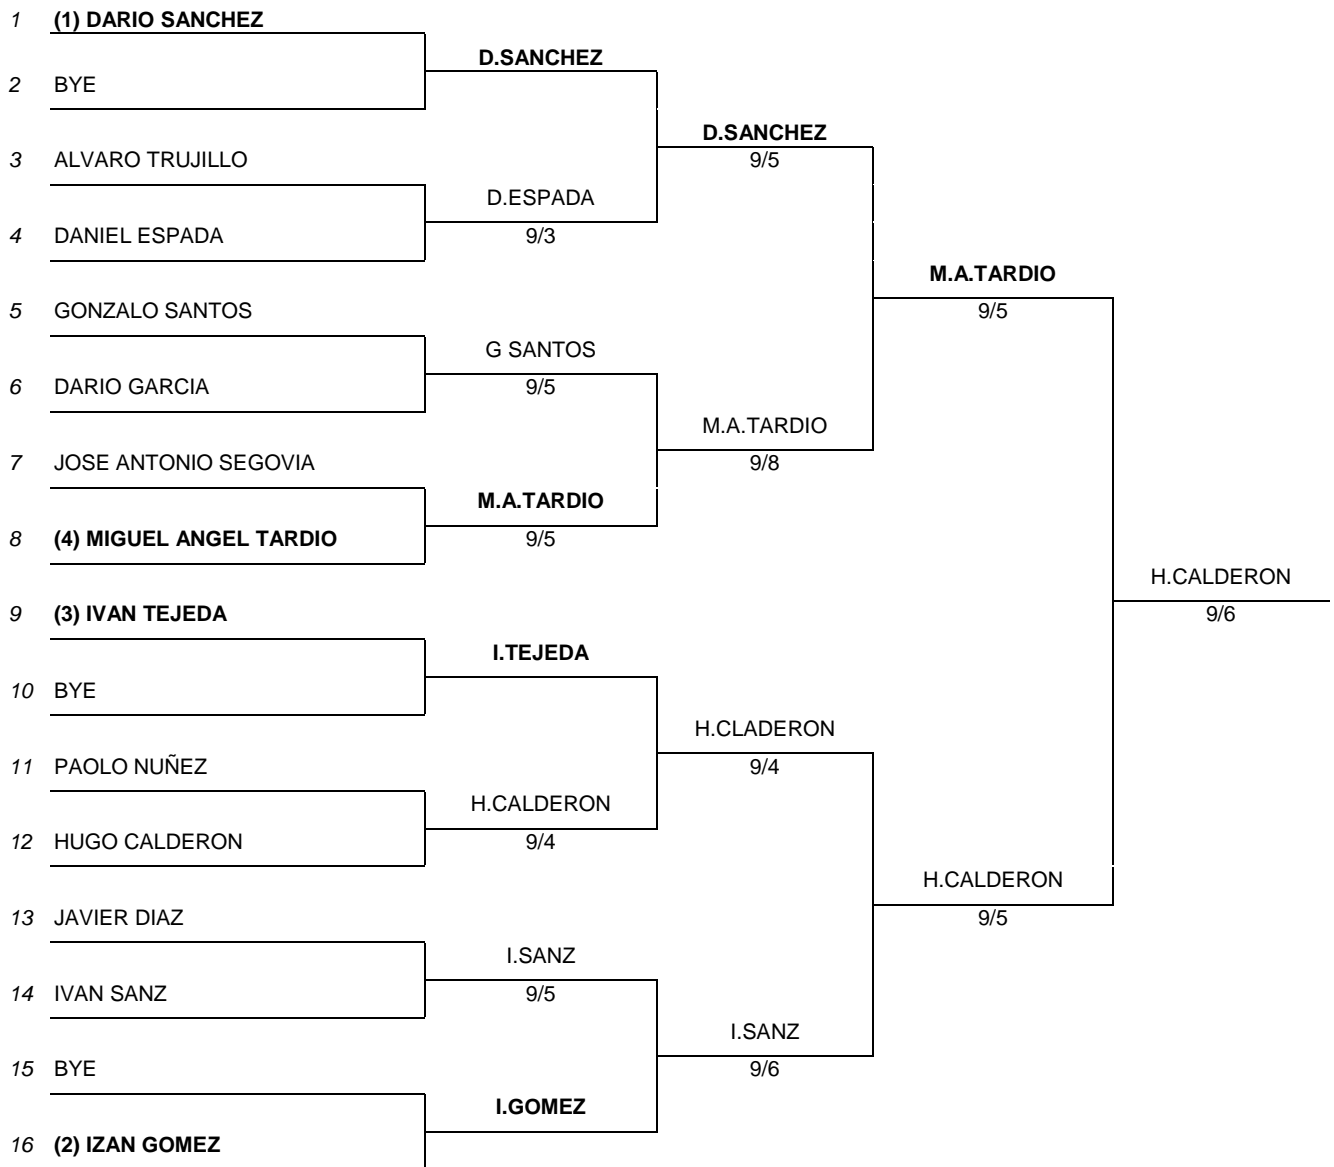 1 (1) DARIO SANCHEZ
D.SANCHEZ
2 BYE
D.SANCHEZ
3 ALVARO TRUJILLO
9/5
D.ESPADA
4 DANIEL ESPADA
9/3
M.A.TARDIO
5 GONZALO SANTOS
9/5
G SANTOS
6 DARIO GARCIA
9/5
M.A.TARDIO
7 JOSE ANTONIO SEGOVIA
9/8
M.A.TARDIO
8 (4) MIGUEL ANGEL TARDIO
9/5
H.CALDERON
9 (3) IVAN TEJEDA
9/6
I.TEJEDA
10 BYE
H.CLADERON
11 PAOLO NUÑEZ
9/4
H.CALDERON
12 HUGO CALDERON
9/4
H.CALDERON
13 JAVIER DIAZ
9/5
I.SANZ
14 IVAN SANZ
9/5
I.SANZ
15 BYE
9/6
I.GOMEZ
16 (2) IZAN GOMEZ